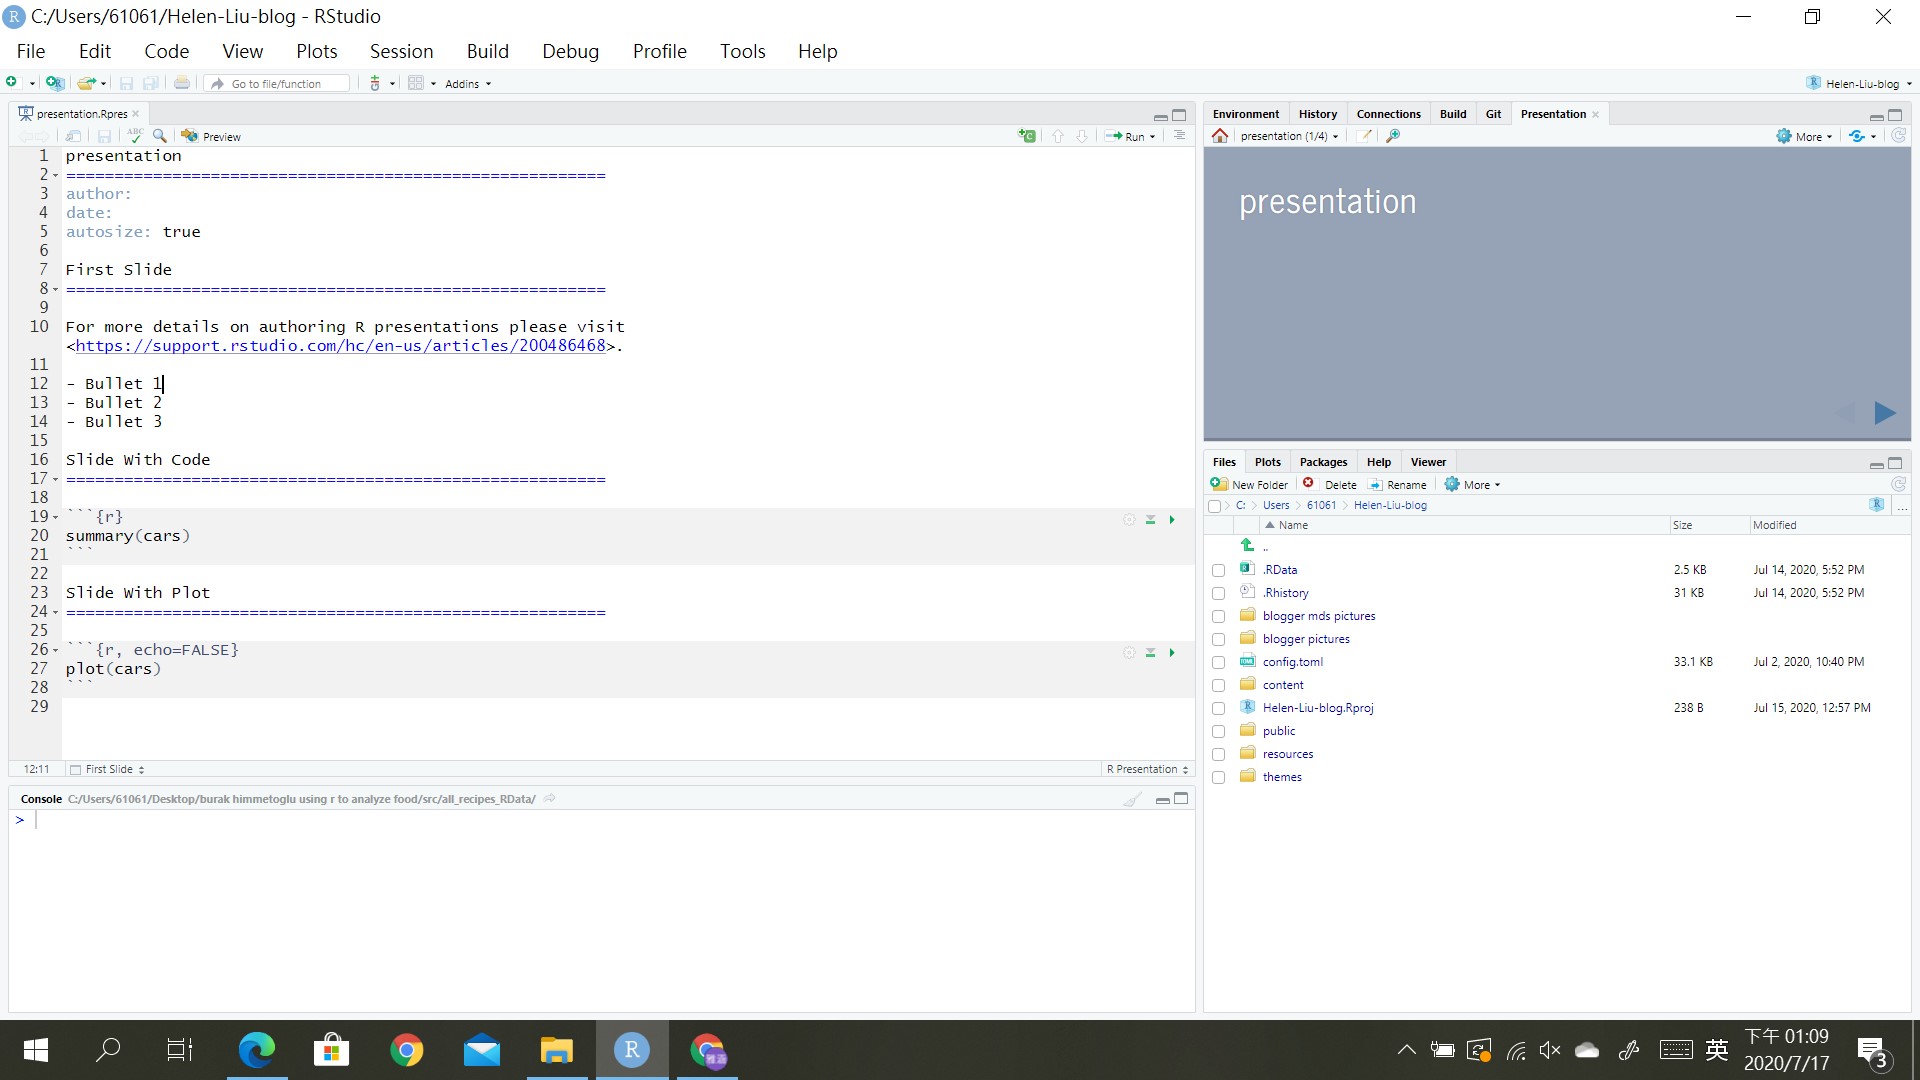 C:/Users/61061/Helen-Liu-blog - RStudio
File Edit Code View Plots Session Build Debug Profile Tools Help
Go to file/function Addins Helen-Liu-blog
presentation.Rpres
Preview Run
1 presentation
2 ========================================================
3 author:
4 date:
5 autosize: true
6
7 First Slide
8 ========================================================
9
10 For more details on authoring R presentations please visit
<https://support.rstudio.com/hc/en-us/articles/200486468>.
11
12 - Bullet 1
13 - Bullet 2
14 - Bullet 3
15
16 Slide With Code
17 ========================================================
18
19 ```{r}
20 summary(cars)
21 ```
22
23 Slide With Plot
24 ========================================================
25
26 ```{r, echo=FALSE}
27 plot(cars)
28 ```
29
12:11 First Slide R Presentation
Console C:/Users/61061/Desktop/burak himmetoglu using r to analyze food/src/all_recipes_RData/
>
Environment History Connections Build Git Presentation
presentation (1/4) More
presentation
Files Plots Packages Help Viewer
New Folder Delete Rename More
C: Users 61061 Helen-Liu-blog ...
Name Size Modified
..
.RData 2.5 KB Jul 14, 2020, 5:52 PM
.Rhistory 31 KB Jul 14, 2020, 5:52 PM
blogger mds pictures
blogger pictures
config.toml 33.1 KB Jul 2, 2020, 10:40 PM
content
Helen-Liu-blog.Rproj 238 B Jul 15, 2020, 12:57 PM
public
resources
themes
英 下午 01:09
2020/7/17
3